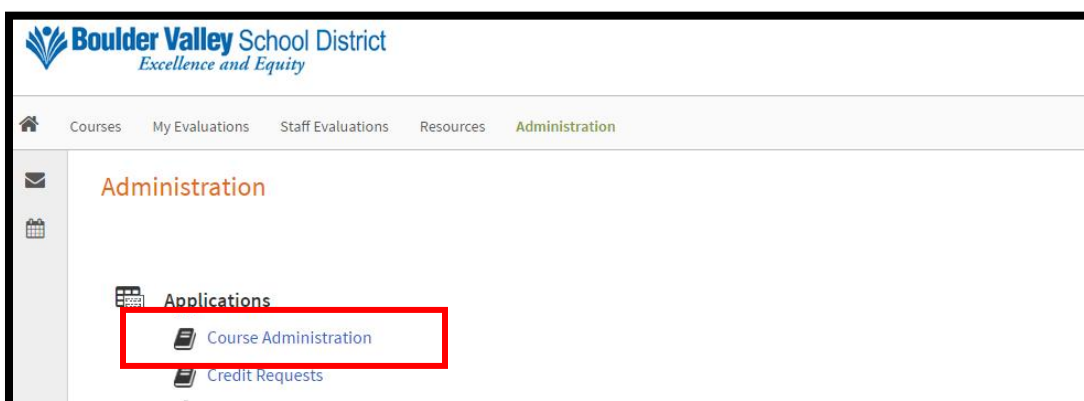 Boulder Valley School District
Excellence and Equity
Courses My Evaluations Staff Evaluations Resources Administration
Administration
Applications
Course Administration
Credit Requests